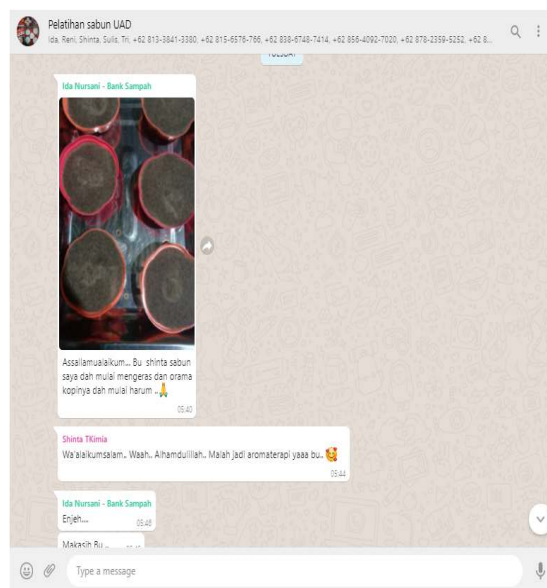 Pelatihan sabun UAD
Ida, Reni, Shinta, Sulis, Tri, +62 813-3841-3380, +62 815-6576-766, +62 838-6748-7414, +62 856-4092-7020, +62 878-2359-5252, +62 8...
TUESDAY
Ida Nursani - Bank Sampah
Assallamualaikum... Bu shinta sabun
saya dah mulai mengeras dan orama
kopinya dah mulai harum ..🙏
05:40
Shinta TKimia
Wa'alaikumsalam.. Waah.. Alhamdulillah.. Malah jadi aromaterapi yaaa bu.. 🥰
05:44
Ida Nursani - Bank Sampah
Enjeh....
05:48
Makasih Bu ..
Type a message